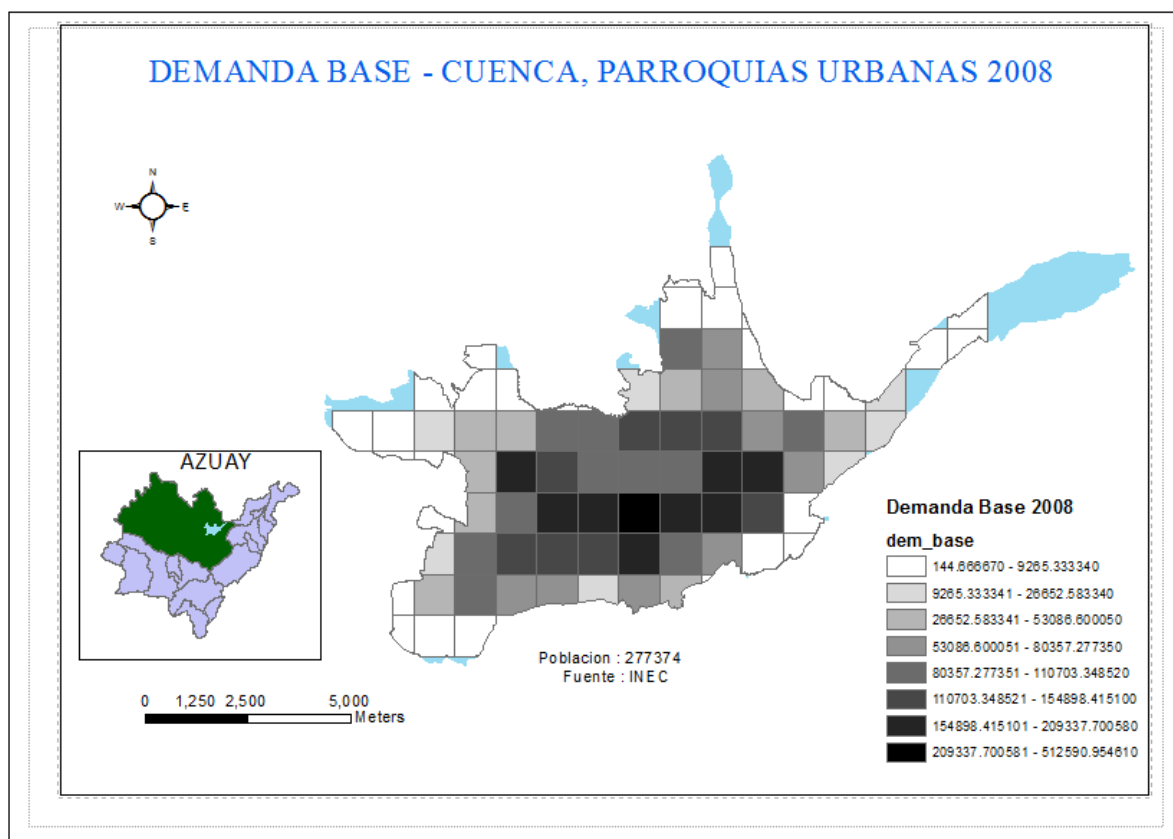 DEMANDA BASE - CUENCA, PARROQUIAS URBANAS 2008
N
W E
S
AZUAY
Poblacion : 277374
Fuente : INEC
0 1,250 2,500 5,000
Meters
Demanda Base 2008
dem_base
144.666670 - 9265.333340
9265.333341 - 26652.583340
26652.583341 - 53086.600050
53086.600051 - 80357.277350
80357.277351 - 110703.348520
110703.348521 - 154898.415100
154898.415101 - 209337.700580
209337.700581 - 512590.954610